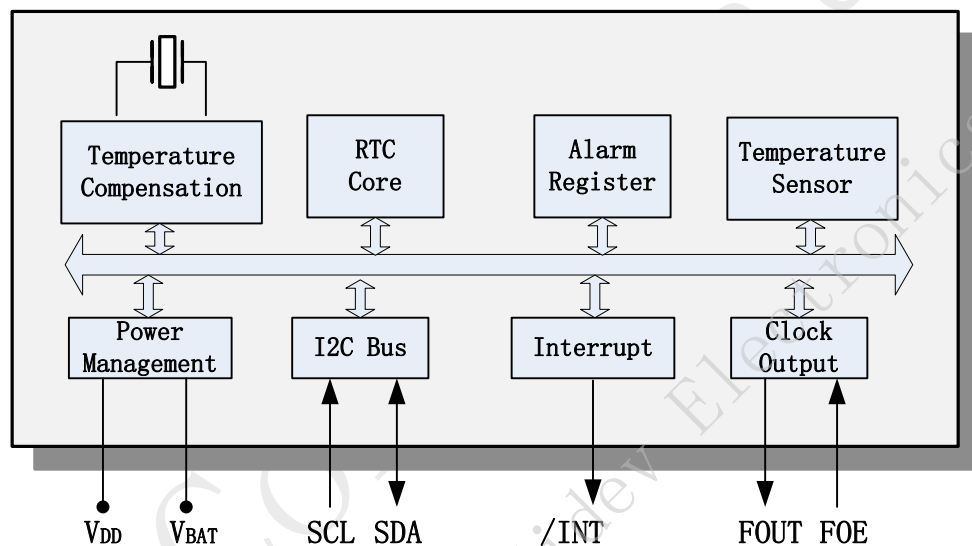 Temperature
Compensation
RTC
Core
Alarm
Register
Temperature
Sensor
Power
Management
I2C Bus
Interrupt
Clock
Output
VDD
VBAT
SCL SDA
/INT
FOUT FOE